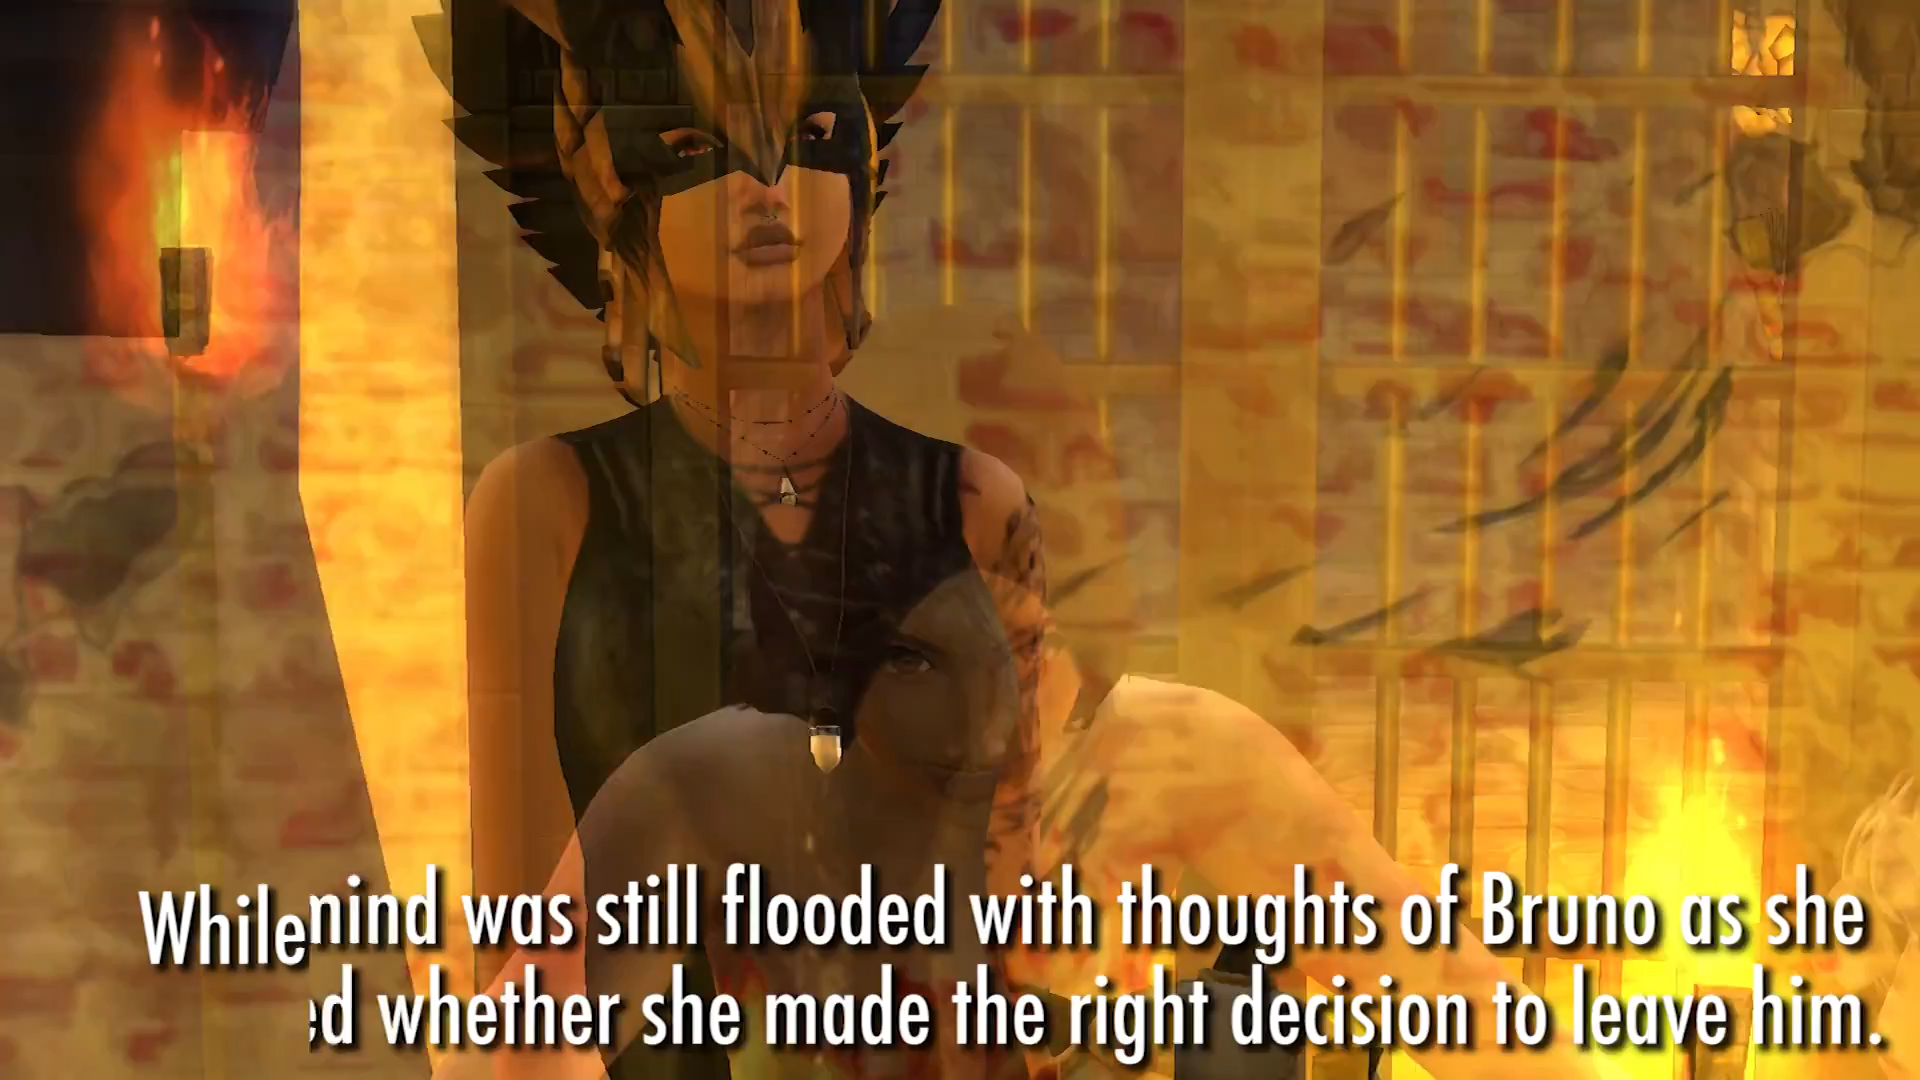 While
mind was still flooded with thoughts of Bruno as she
ed whether she made the right decision to leave him.